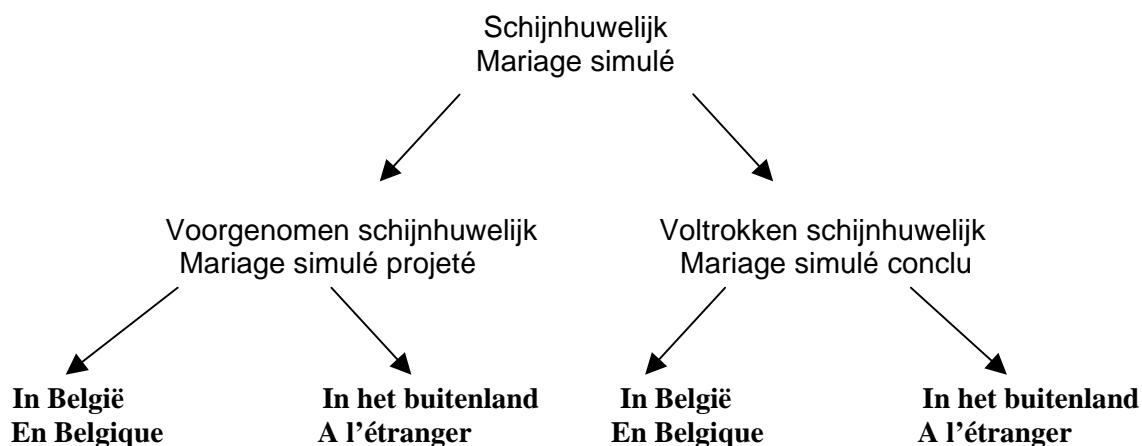 Schijnhuwelijk
Mariage simulé
Voorgenomen schijnhuwelijk
Mariage simulé projeté
Voltrokken schijnhuwelijk
Mariage simulé conclu
In België
En Belgique
In het buitenland
A l'étranger
In België
En Belgique
In het buitenland
A l'étranger